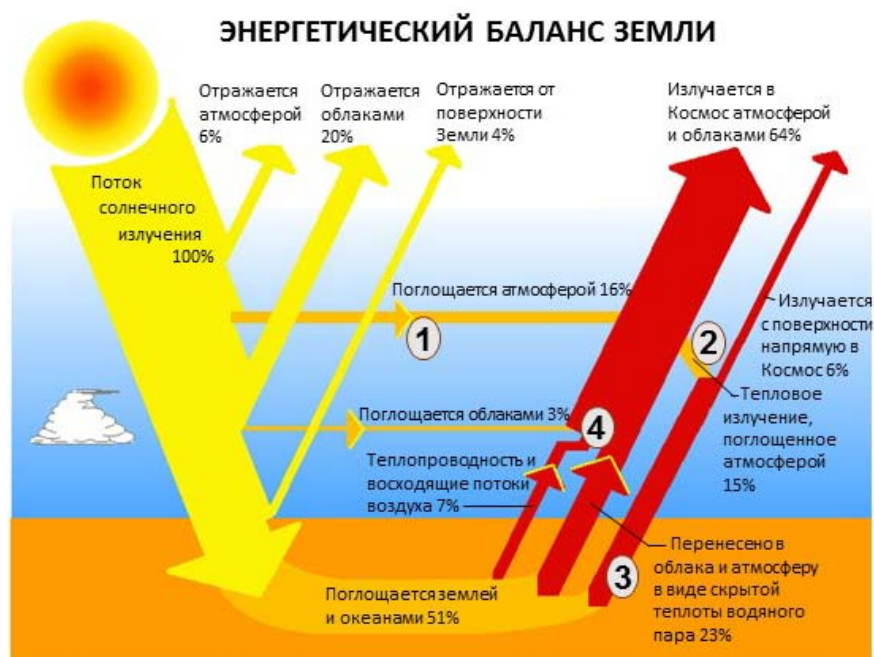 ЭНЕРГЕТИЧЕСКИЙ БАЛАНС ЗЕМЛИ
Отражается
атмосферой
6%
Отражается
облаками
20%
Отражается от
поверхности
Земли 4%
Излучается в
Космос атмосферой
и облаками 64%
Поток
солнечного
излучения
100%
Поглощается атмосферой 16%
1
2
Излучается
с поверхности
напрямую в
Космос 6%
Тепловое
излучение,
поглощенное
атмосферой
15%
Поглощается облаками 3%
4
Теплопроводность и
восходящие потоки
воздуха 7%
3
Перенесено в
облака и атмосферу
в виде скрытой
теплоты водяного
пара 23%
Поглощается землей
и океанами 51%